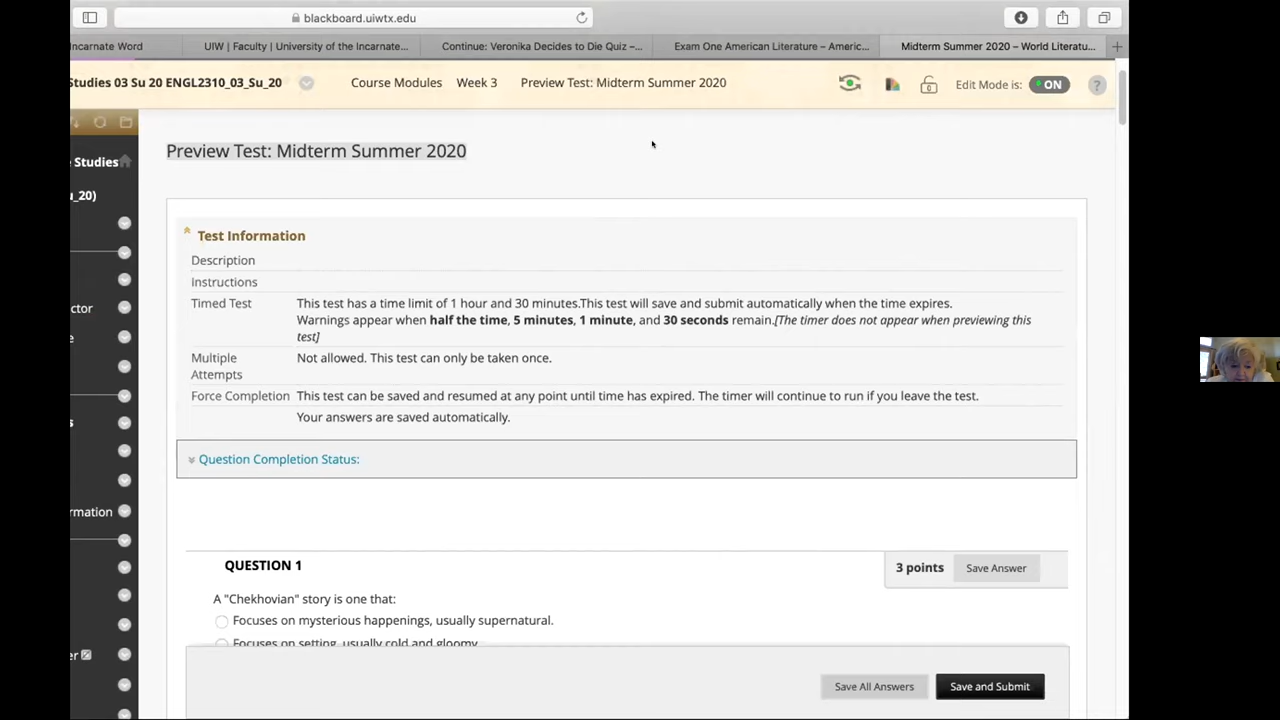 blackboard.uiwtx.edu
ncarnate Word
UIW | Faculty | University of the Incarnate...
Continue: Veronika Decides to Die Quiz –...
Exam One American Literature – Americ...
Midterm Summer 2020 – World Literatu...
Studies 03 Su 20 ENGL2310_03_Su_20
Course Modules
Week 3
Preview Test: Midterm Summer 2020
Edit Mode is:
ON
?
Studies
u_20)
ctor
e
s
rmation
er
Preview Test: Midterm Summer 2020
Test Information
Description
Instructions
Timed Test
This test has a time limit of 1 hour and 30 minutes.This test will save and submit automatically when the time expires.
Warnings appear when half the time, 5 minutes, 1 minute, and 30 seconds remain.[The timer does not appear when previewing this
test]
Multiple
Attempts
Not allowed. This test can only be taken once.
Force Completion
This test can be saved and resumed at any point until time has expired. The timer will continue to run if you leave the test.
Your answers are saved automatically.
Question Completion Status:
QUESTION 1
3 points
Save Answer
A "Chekhovian" story is one that:
Focuses on mysterious happenings, usually supernatural.
Focuses on setting, usually cold and gloomy.
Save All Answers
Save and Submit